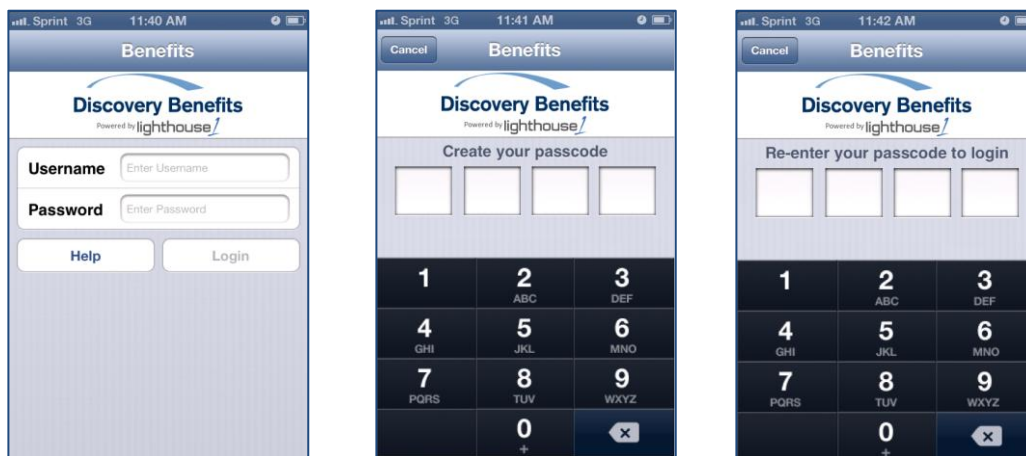 Sprint 3G 11:40 AM
Benefits
Discovery Benefits
Powered by lighthouse1
Username Enter Username
Password Enter Password
Help Login
Sprint 3G 11:41 AM
Cancel Benefits
Discovery Benefits
Powered by lighthouse1
Create your passcode
1 2 3
ABC DEF
4 5 6
GHI JKL MNO
7 8 9
PQRS TUV WXYZ
0
+
Sprint 3G 11:42 AM
Cancel Benefits
Discovery Benefits
Powered by lighthouse1
Re-enter your passcode to login
1 2 3
ABC DEF
4 5 6
GHI JKL MNO
7 8 9
PQRS TUV WXYZ
0
+